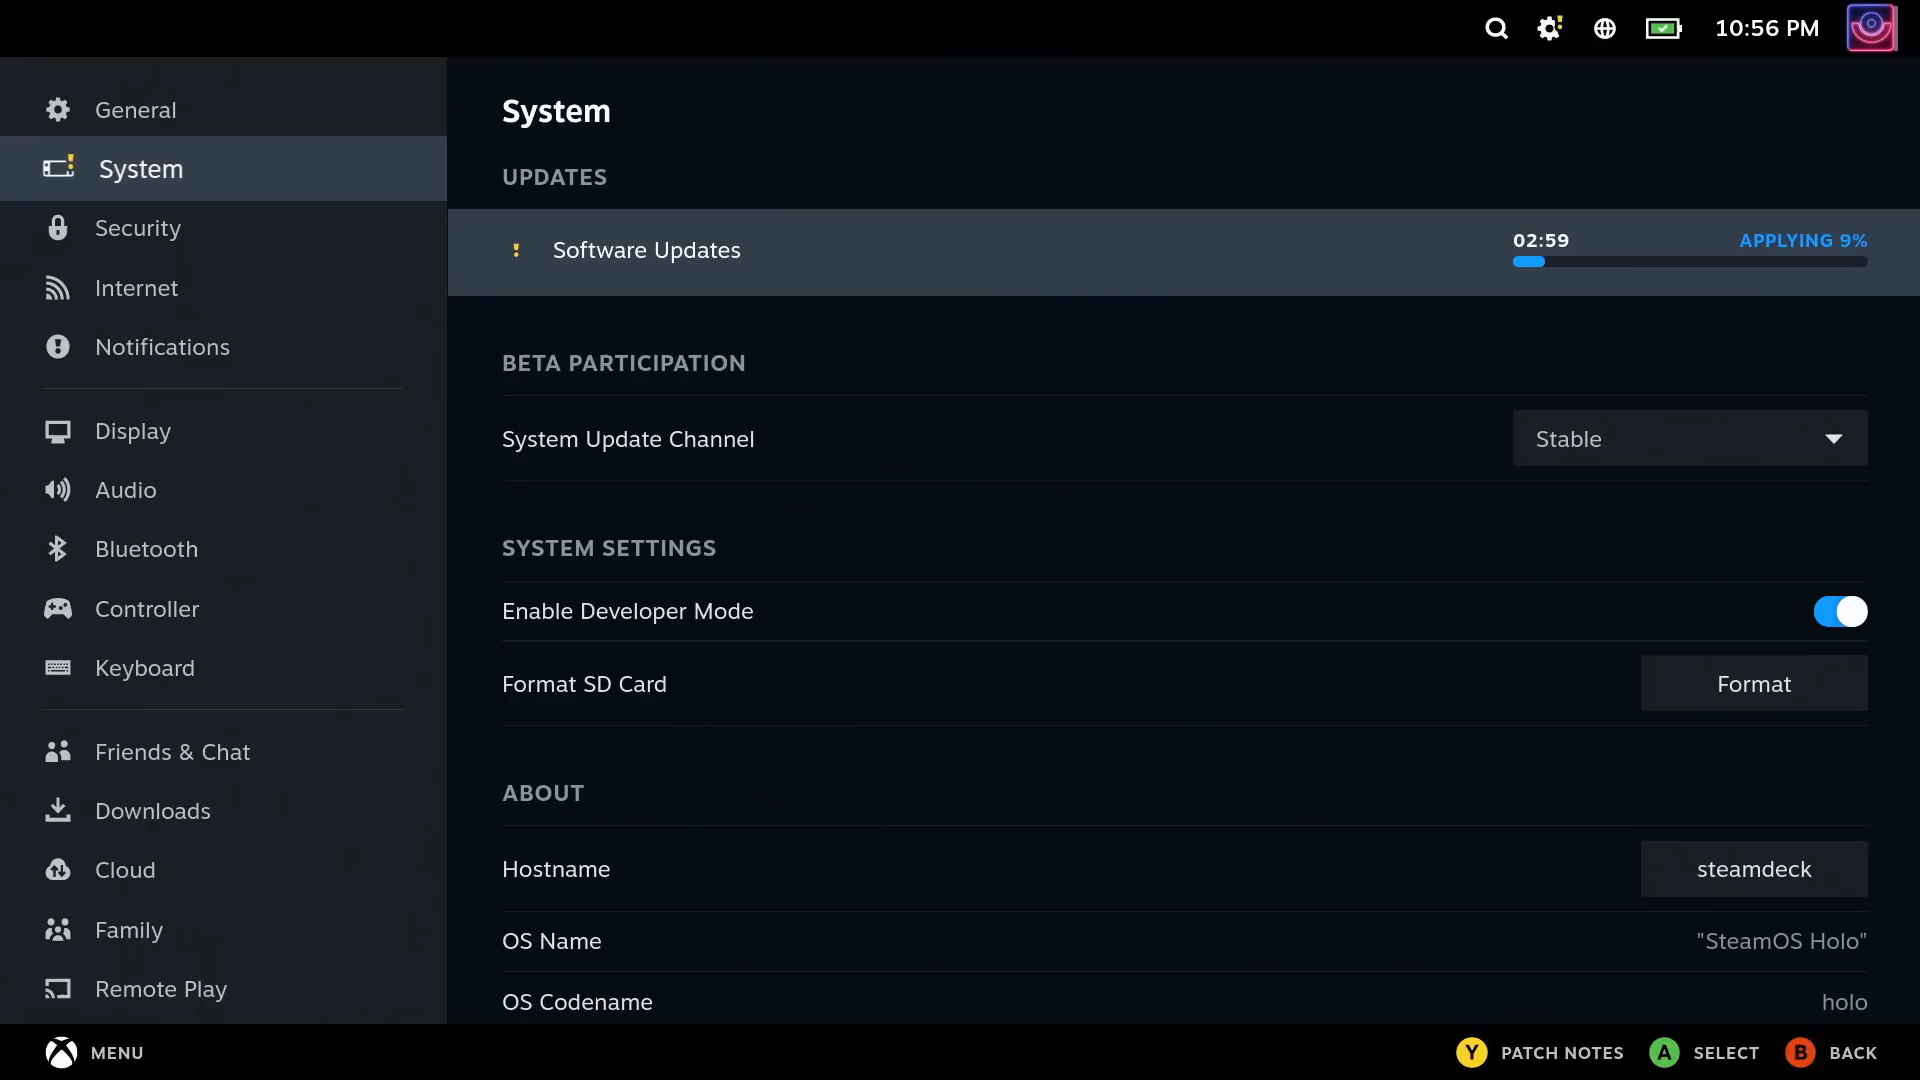 10:56 PM
General
System
Security
Internet
Notifications
Display
Audio
Bluetooth
Controller
Keyboard
Friends & Chat
Downloads
Cloud
Family
Remote Play
System
UPDATES
! Software Updates
02:59 APPLYING 9%
BETA PARTICIPATION
System Update Channel Stable
SYSTEM SETTINGS
Enable Developer Mode
Format SD Card Format
ABOUT
Hostname steamdeck
OS Name "SteamOS Holo"
OS Codename holo
MENU
Y PATCH NOTES A SELECT B BACK